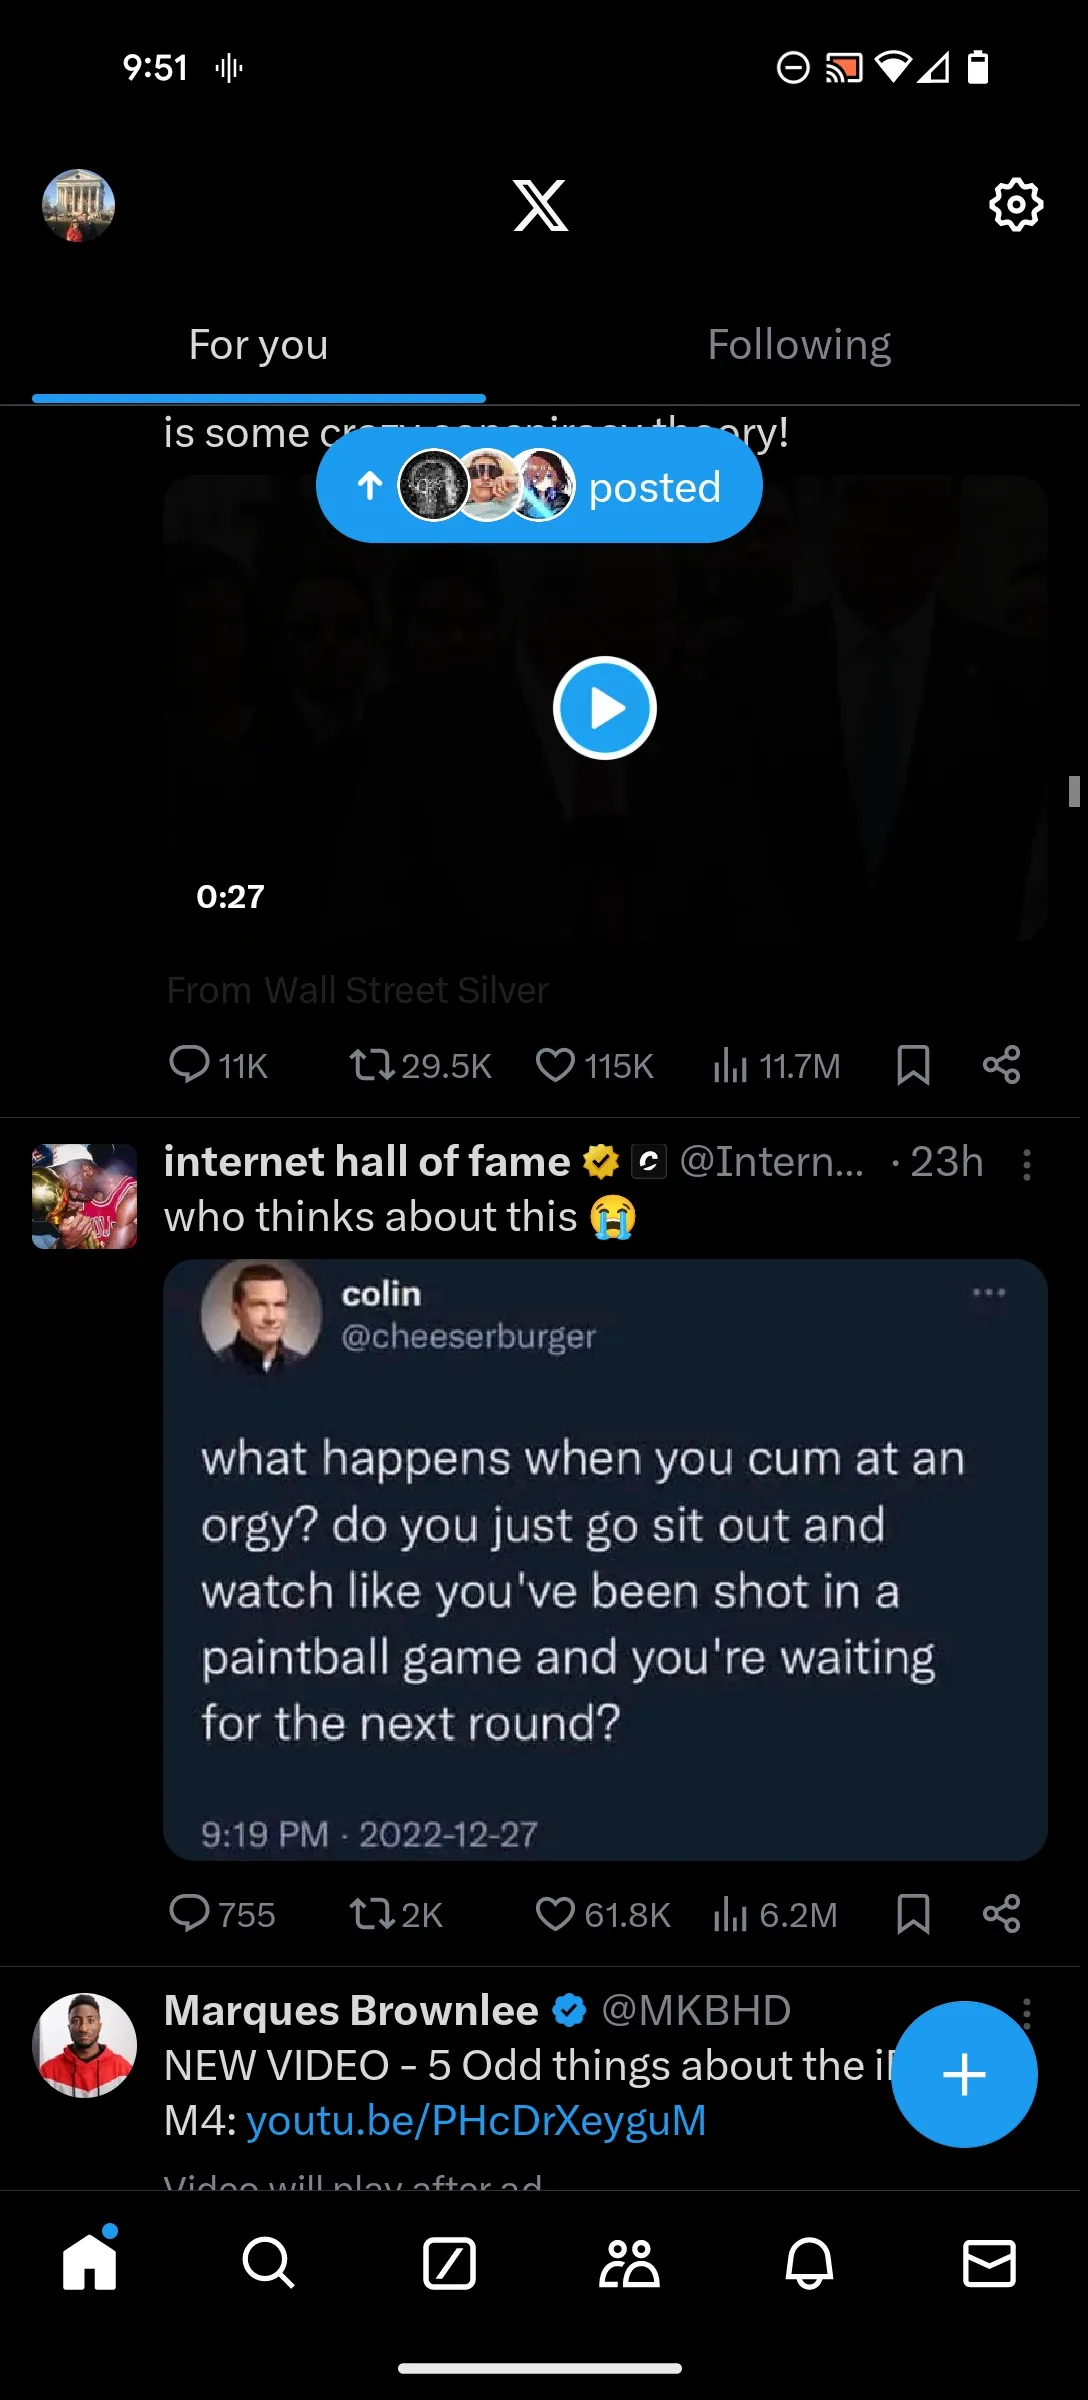 9:51
For you
Following
is some crazy conspiracy theory!
posted
0:27
From Wall Street Silver
11K 29.5K 115K 11.7M
internet hall of fame @Intern... · 23h
who thinks about this 😭
colin
@cheeserburger
what happens when you cum at an
orgy? do you just go sit out and
watch like you've been shot in a
paintball game and you're waiting
for the next round?
9:19 PM · 2022-12-27
755 2K 61.8K 6.2M
Marques Brownlee @MKBHD
NEW VIDEO - 5 Odd things about the
M4: youtu.be/PHcDrXeyguM
Video will play after ad